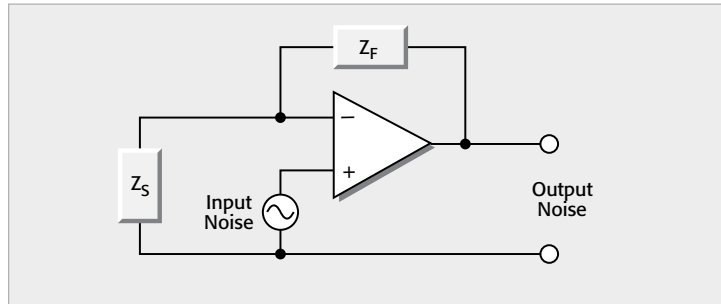 Z_F
−
+
Z_S
Input
Noise
Output
Noise